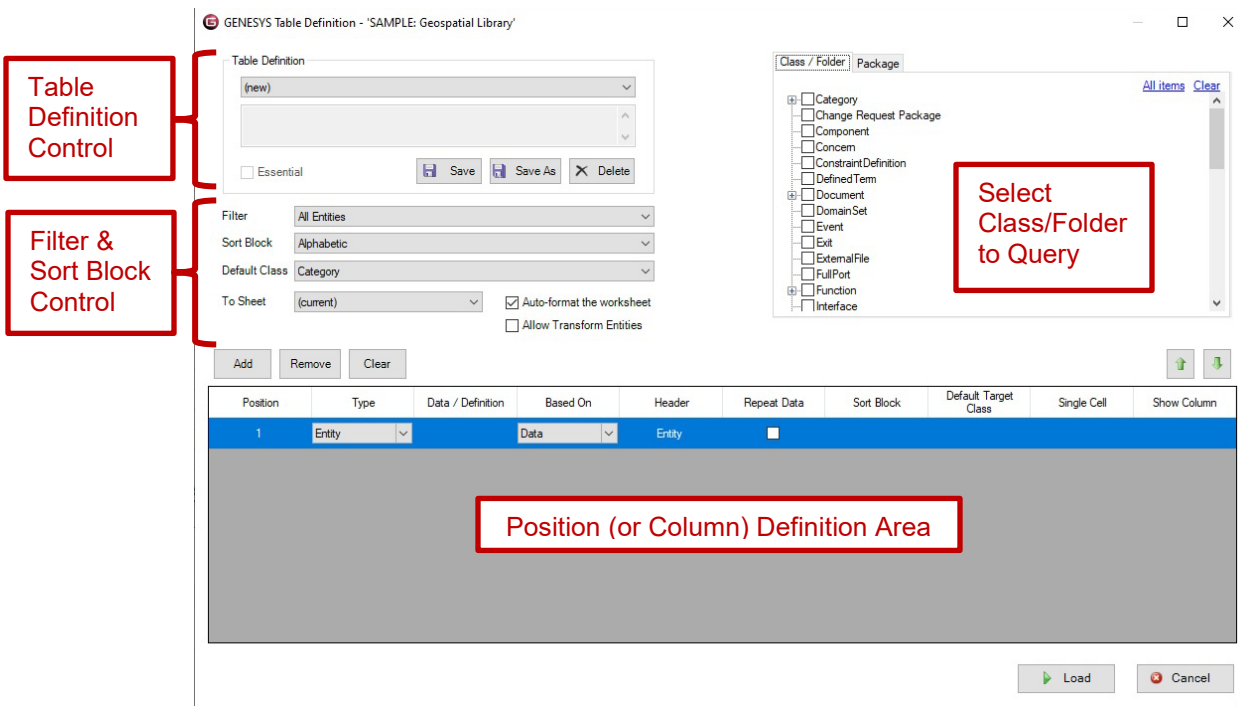 GENESYS Table Definition - 'SAMPLE: Geospatial Library'
Table
Definition
Control
Table Definition
(new)
Essential
Save
Save As
Delete
Filter &
Sort Block
Control
Filter
All Entities
Sort Block
Alphabetic
Default Class
Category
To Sheet
(current)
Auto-format the worksheet
Allow Transform Entities
Class / Folder
Package
All items
Clear
Category
Change Request Package
Component
Concern
ConstraintDefinition
DefinedTerm
Document
DomainSet
Event
Exit
ExternalFile
FullPort
Function
Interface
Select
Class/Folder
to Query
Add
Remove
Clear
Position
Type
Data / Definition
Based On
Header
Repeat Data
Sort Block
Default Target
Class
Single Cell
Show Column
1
Entity
Data
Entity
Position (or Column) Definition Area
Load
Cancel